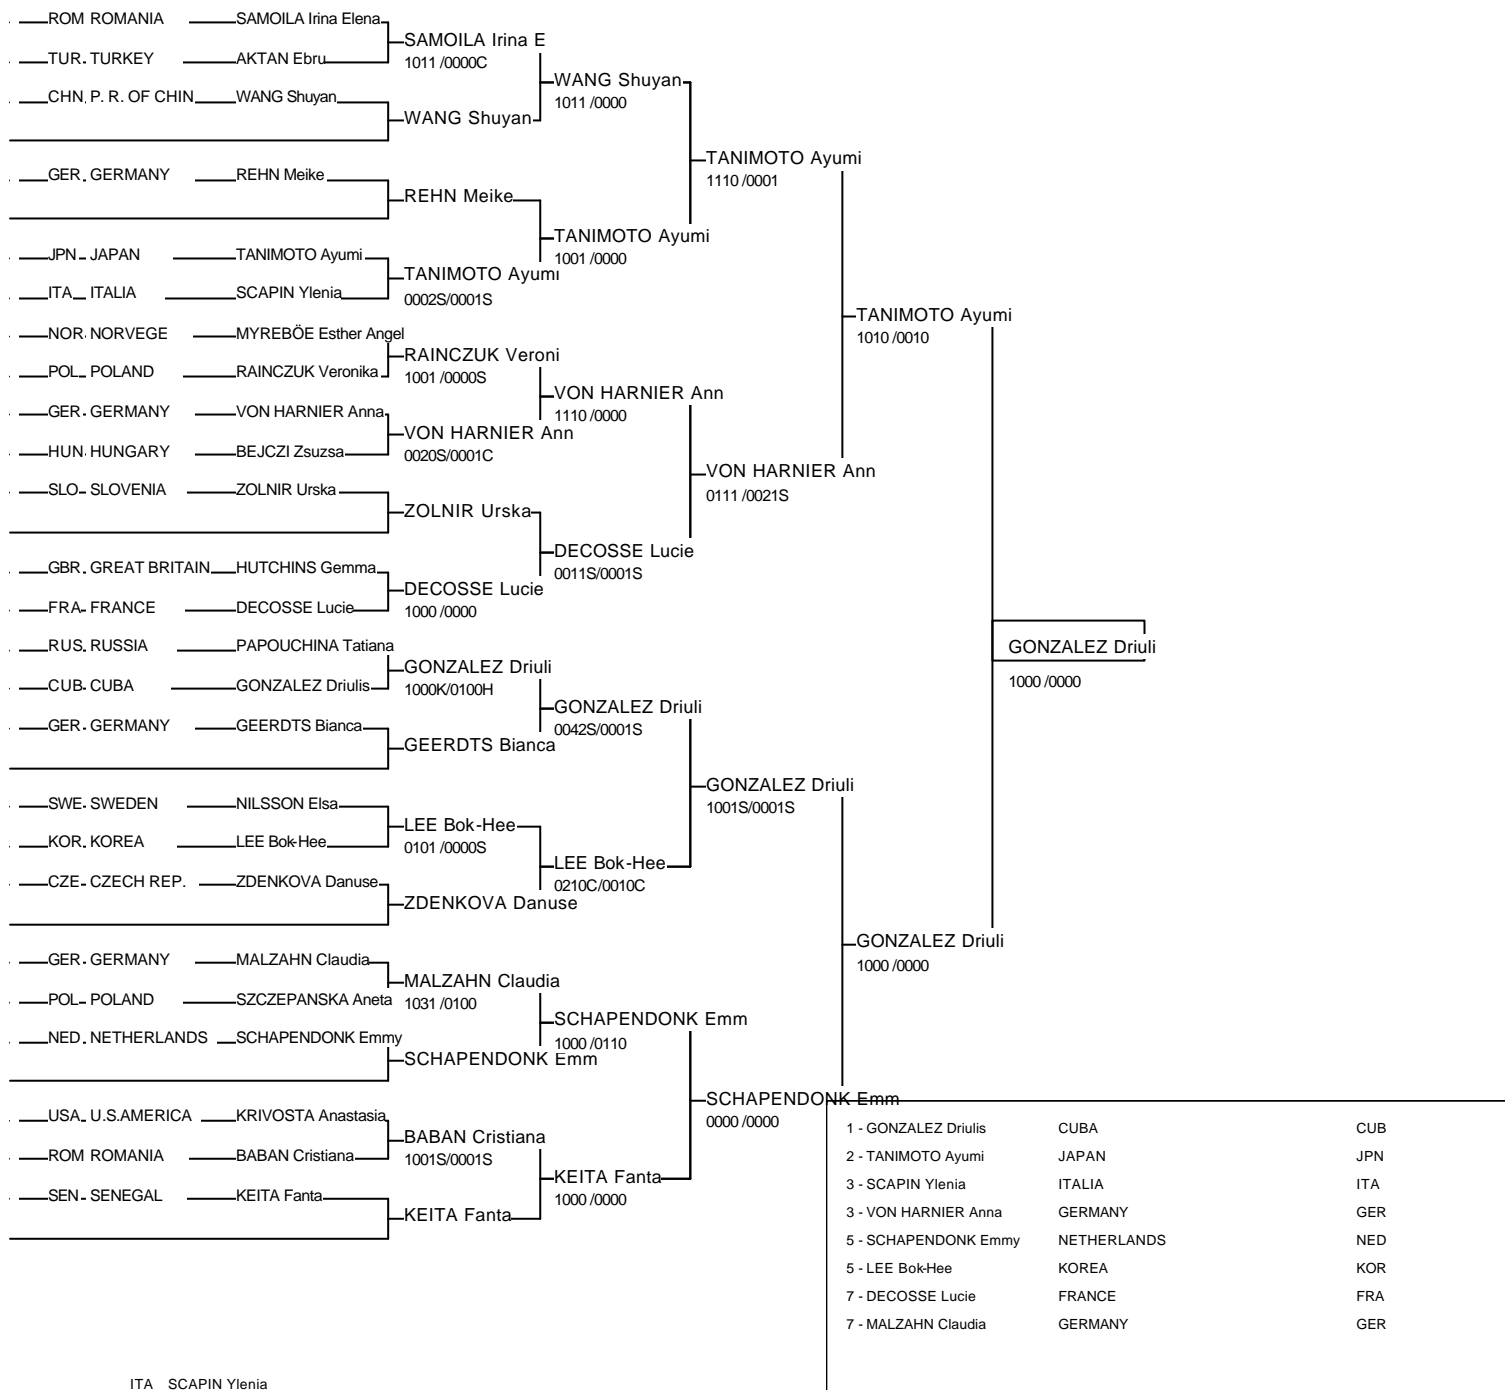 ROM ROMANIA SAMOILA Irina Elena
SAMOILA Irina E
1011 /0000C
TUR. TURKEY AKTAN Ebru
WANG Shuyan
1011 /0000
CHN. P. R. OF CHIN WANG Shuyan
WANG Shuyan
TANIMOTO Ayumi
1110 /0001
GER. GERMANY REHN Meike
REHN Meike
TANIMOTO Ayumi
1001 /0000
JPN JAPAN TANIMOTO Ayumi
TANIMOTO Ayumi
0002S/0001S
ITA ITALIA SCAPIN Ylenia
TANIMOTO Ayumi
1010 /0010
NOR. NORVEGE MYREBÖE Esther Angel
RAINCZUK Veroni
1001 /0000S
POL. POLAND RAINCZUK Veronika
VON HARNIER Ann
1110 /0000
GER. GERMANY VON HARNIER Anna
VON HARNIER Ann
0020S/0001C
HUN. HUNGARY BEJCZI Zsuzsa
VON HARNIER Ann
0111 /0021S
SLO SLOVENIA ZOLNIR Urska
ZOLNIR Urska
DECOSSE Lucie
0011S/0001S
GBR. GREAT BRITAIN HUTCHINS Gemma
DECOSSE Lucie
1000 /0000
FRA. FRANCE DECOSSE Lucie
GONZALEZ Driuli
1000 /0000
RUS. RUSSIA PAPOUCHINA Tatiana
GONZALEZ Driuli
1000K/0100H
CUB. CUBA GONZALEZ Driulis
GONZALEZ Driuli
0042S/0001S
GER. GERMANY GEERDTS Bianca
GEERDTS Bianca
GONZALEZ Driuli
1001S/0001S
SWE. SWEDEN NILSSON Elsa
LEE Bok-Hee
0101 /0000S
KOR. KOREA LEE Bok-Hee
LEE Bok-Hee
0210C/0010C
CZE. CZECH REP. ZDENKOVA Danuse
ZDENKOVA Danuse
GONZALEZ Driuli
1000 /0000
GER. GERMANY MALZAHN Claudia
MALZAHN Claudia
1031 /0100
POL. POLAND SZCZEPANSKA Aneta
SCHAPENDONK Emm
1000 /0110
NED. NETHERLANDS SCHAPENDONK Emmy
SCHAPENDONK Emm
SCHAPENDONK Emm
0000 /0000
USA. U.S.AMERICA KRIVOSTA Anastasia
BABAN Cristiana
1001S/0001S
ROM ROMANIA BABAN Cristiana
KEITA Fanta
1000 /0000
SEN. SENEGAL KEITA Fanta
KEITA Fanta
1 - GONZALEZ Driulis CUBA CUB
2 - TANIMOTO Ayumi JAPAN JPN
3 - SCAPIN Ylenia ITALIA ITA
3 - VON HARNIER Anna GERMANY GER
5 - SCHAPENDONK Emmy NETHERLANDS NED
5 - LEE Bok-Hee KOREA KOR
7 - DECOSSE Lucie FRANCE FRA
7 - MALZAHN Claudia GERMANY GER
ITA SCAPIN Ylenia